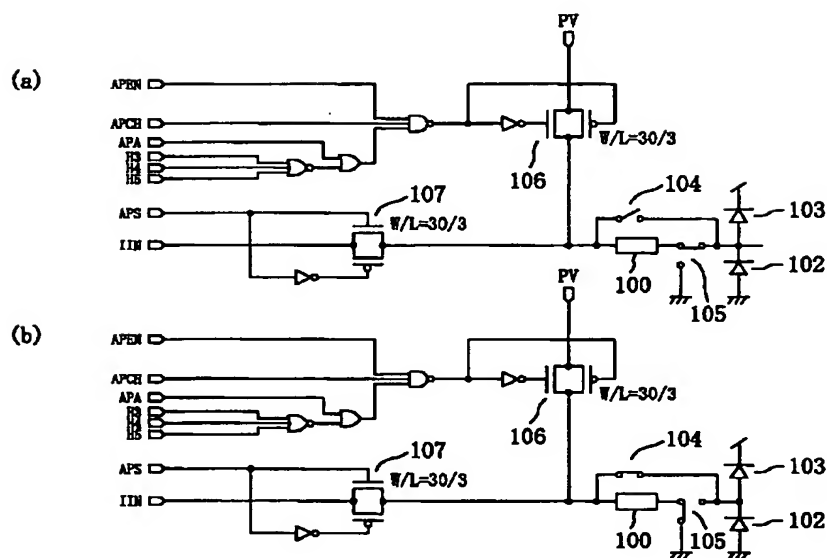 (a)
PV
APEN
APCH
APA
H3
H4
H5
W/L=30/3
106
104
107
APS
W/L=30/3
103
IIN
100
102
105
(b)
PV
APEN
APCH
APA
H3
H4
H5
W/L=30/3
106
104
107
APS
W/L=30/3
103
IIN
100
102
105